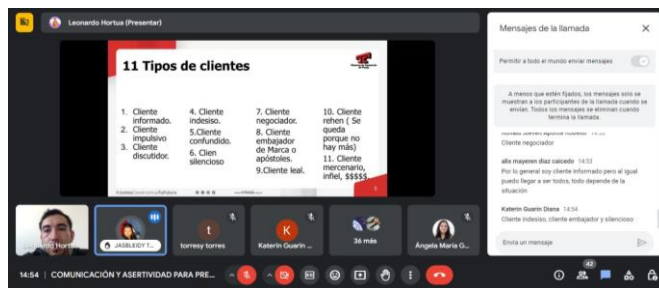 Leonardo Hortua (Presentar)
11 Tipos de clientes
1. Cliente
informado.
2. Cliente
impulsivo
3. Cliente
discutidor.
4. Cliente
indesiso.
5.Cliente
confundido.
6. Clien
silencioso
7. Cliente
negociador.
8. Cliente
embajador
de Marca o
apóstoles.
9.Cliente leal.
10. Cliente
rehen ( Se
queda
porque no
hay más)
11. Cliente
mercenario,
infiel, $$$$$.
Leonardo Hortua
JASBLEIDY T...
t
torresy torres
K
Katerin Guarin ...
36 más
Ángela María G...
14:54 | COMUNICACIÓN Y ASERTIVIDAD PARA PRE...
Mensajes de la llamada
Permitir a todo el mundo enviar mensajes
A menos que estén fijados, los mensajes solo se
muestran a los participantes de la llamada cuando se
envían. Todos los mensajes se eliminan cuando
termina la llamada.
Cliente negociador
alix mayeren diaz caicedo 14:53
Por lo general soy cliente informado pero al igual
puedo llegar a ser todos, todo depende de la
situación
Katerin Guarin Diana 14:54
Cliente indesiso, cliente embajador y silencioso
Envía un mensaje
42